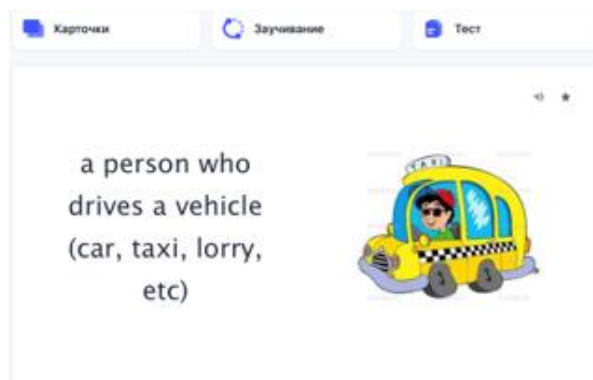 Карточки
Заучивание
Тест
TAXI
a person who
drives a vehicle
(car, taxi, lorry,
etc)